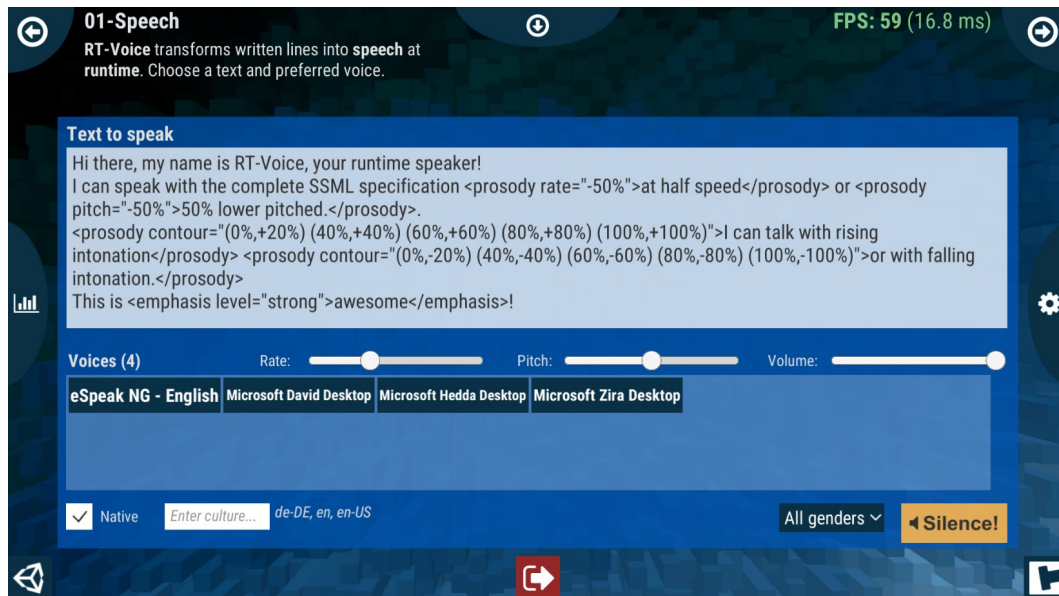 01-Speech
FPS: 59 (16.8 ms)
RT-Voice transforms written lines into speech at
runtime. Choose a text and preferred voice.
Text to speak
Hi there, my name is RT-Voice, your runtime speaker!
I can speak with the complete SSML specification <prosody rate="-50%">at half speed</prosody> or <prosody
pitch="-50%">50% lower pitched.</prosody>.
<prosody contour="(0%,+20%) (40%,+40%) (60%,+60%) (80%,+80%) (100%,+100%)">I can talk with rising
intonation</prosody> <prosody contour="(0%,-20%) (40%,-40%) (60%,-60%) (80%,-80%) (100%,-100%)">or with falling
intonation.</prosody>
This is <emphasis level="strong">awesome</emphasis>!
Voices (4) Rate: Pitch: Volume:
eSpeak NG - English Microsoft David Desktop Microsoft Hedda Desktop Microsoft Zira Desktop
Native Enter culture... de-DE, en, en-US All genders Silence!